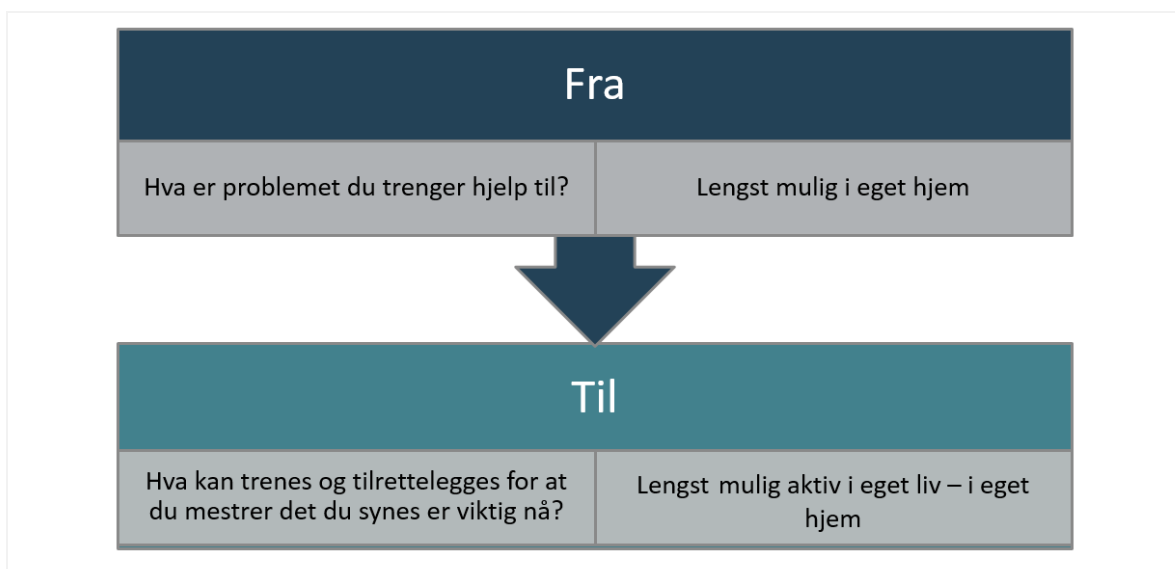 Fra
Hva er problemet du trenger hjelp til?
Lengst mulig i eget hjem
Til
Hva kan trenes og tilrettelegges for at
du mestrer det du synes er viktig nå?
Lengst mulig aktiv i eget liv – i eget
hjem